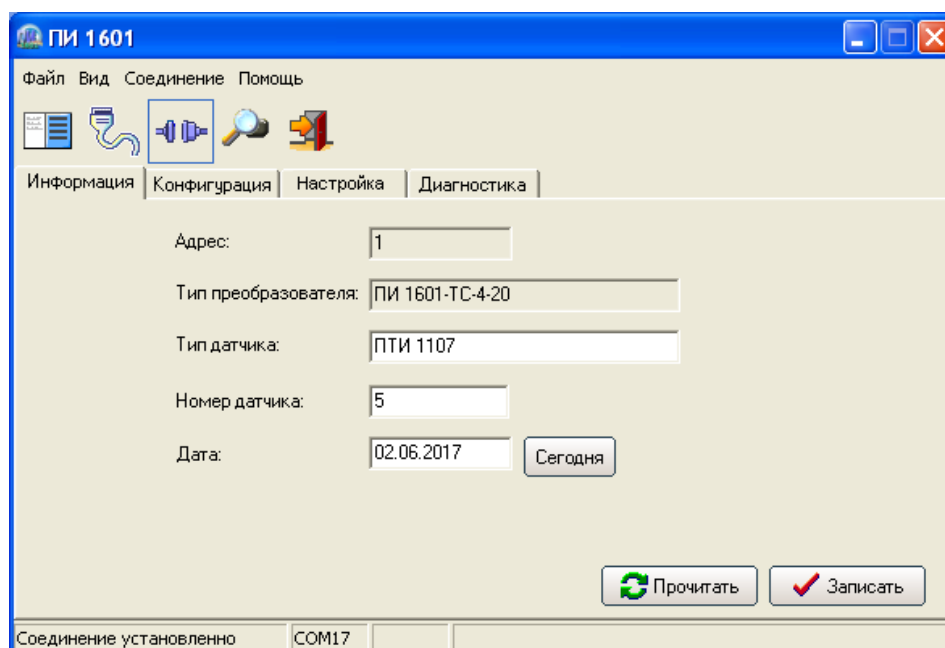 ПИ 1601
Файл Вид Соединение Помощь
Информация Конфигурация Настройка Диагностика
Адрес: 1
Тип преобразователя: ПИ 1601-ТС-4-20
Тип датчика: ПТИ 1107
Номер датчика: 5
Дата: 02.06.2017 Сегодня
Прочитать Записать
Соединение установленно COM17